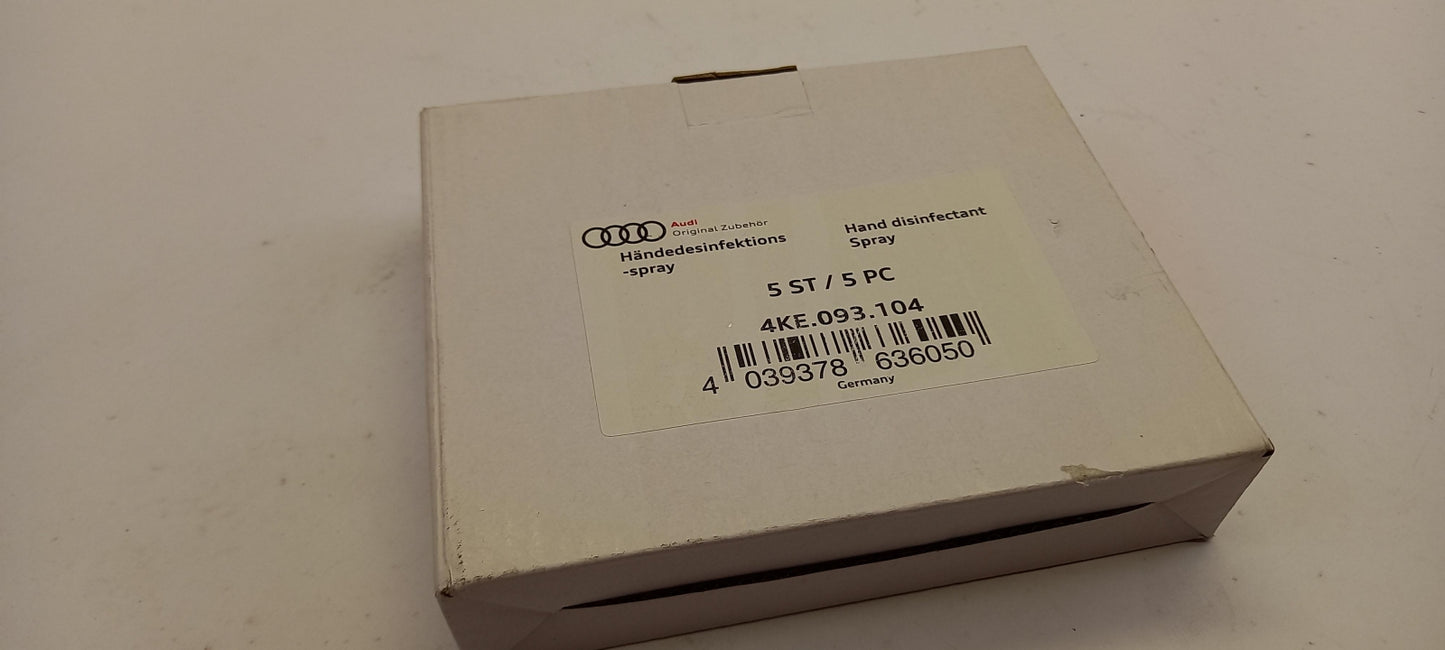 Audi
Original Zubehör
Händedesinfektions
-spray
Hand disinfectant
Spray
5 ST / 5 PC
4KE.093.104
4 039378 636050
Germany